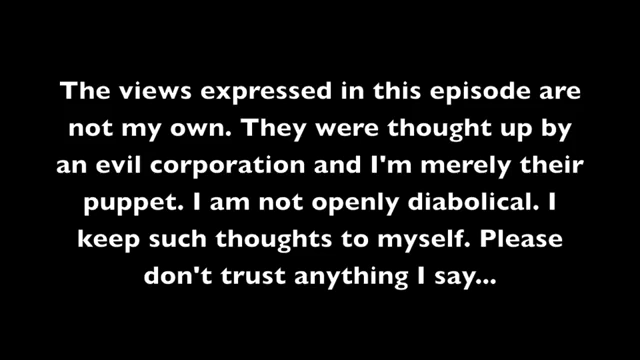 The views expressed in this episode are
not my own. They were thought up by
an evil corporation and I'm merely their
puppet. I am not openly diabolical. I
keep such thoughts to myself. Please
don't trust anything I say...